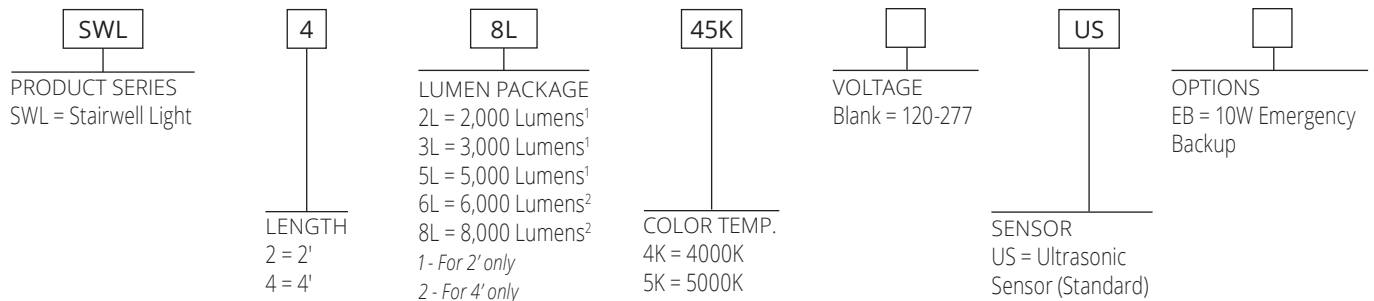 SWL 4 8L 45K US
PRODUCT SERIES
SWL = Stairwell Light
LENGTH
2 = 2'
4 = 4'
LUMEN PACKAGE
2L = 2,000 Lumens¹
3L = 3,000 Lumens¹
5L = 5,000 Lumens¹
6L = 6,000 Lumens²
8L = 8,000 Lumens²
1 - For 2' only
2 - For 4' only
COLOR TEMP.
4K = 4000K
5K = 5000K
VOLTAGE
Blank = 120-277
SENSOR
US = Ultrasonic
Sensor (Standard)
OPTIONS
EB = 10W Emergency
Backup